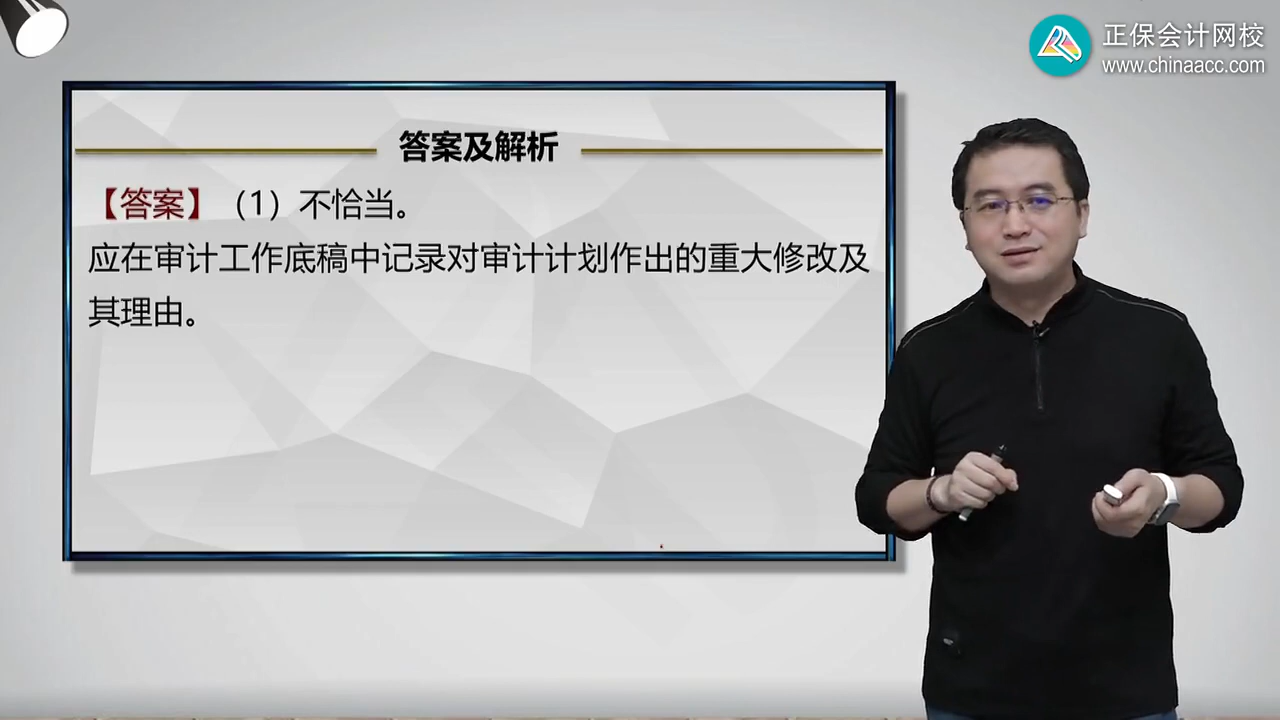 正保会计网校
www.chinaacc.com
答案及解析
【答案】（1）不恰当。
应在审计工作底稿中记录对审计计划作出的重大修改及
其理由。